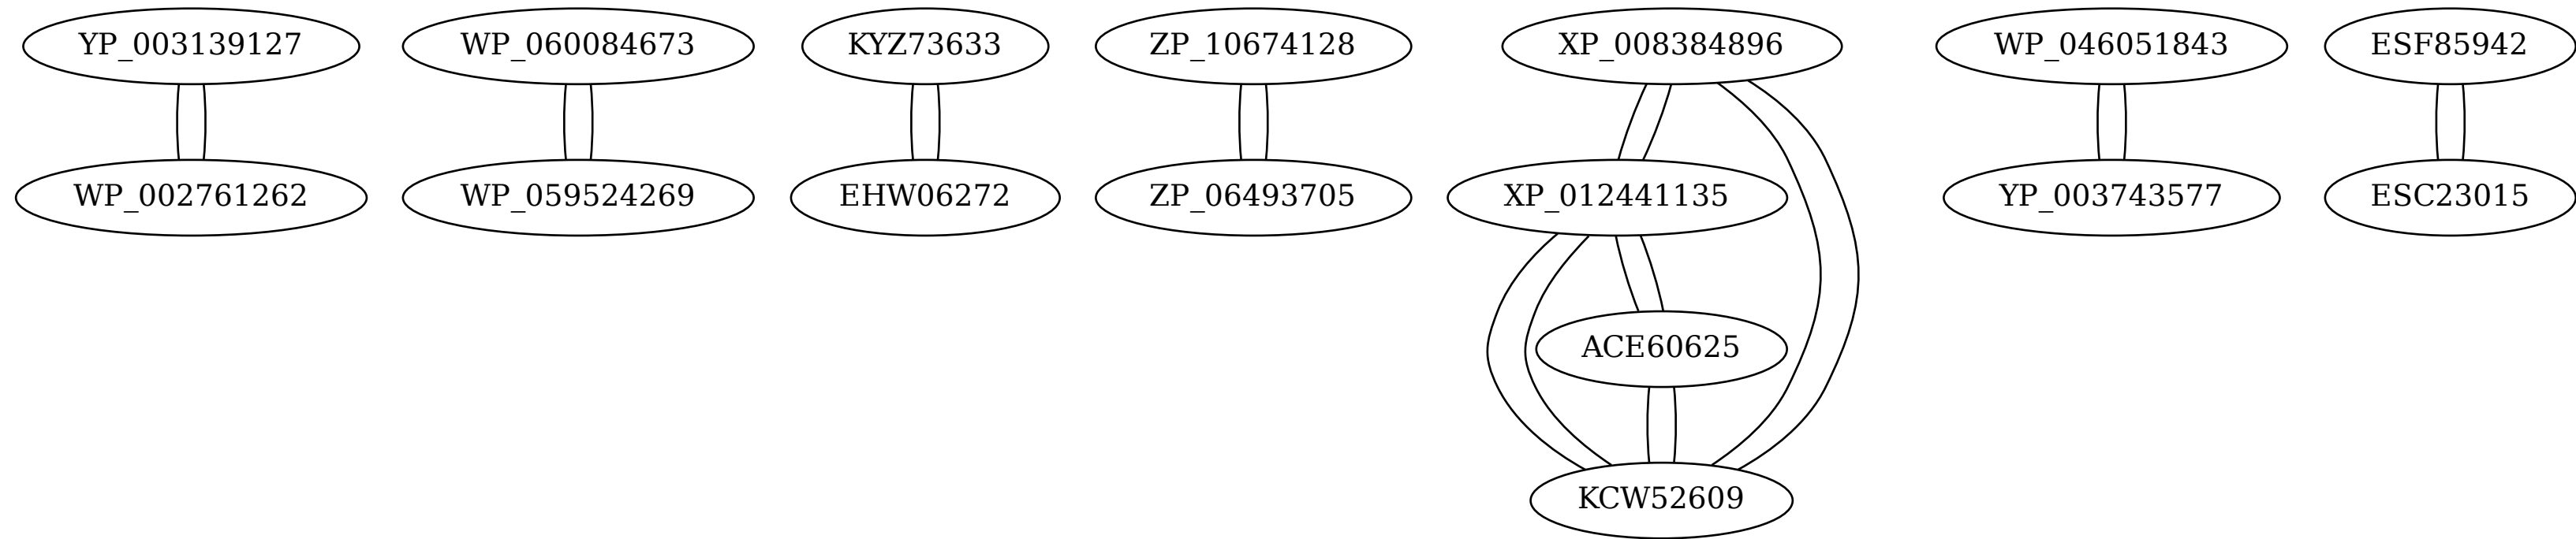 YP_003139127
WP_060084673
KYZ73633
ZP_10674128
XP_008384896
WP_046051843
ESF85942
WP_002761262
WP_059524269
EHW06272
ZP_06493705
XP_012441135
YP_003743577
ESC23015
ACE60625
KCW52609